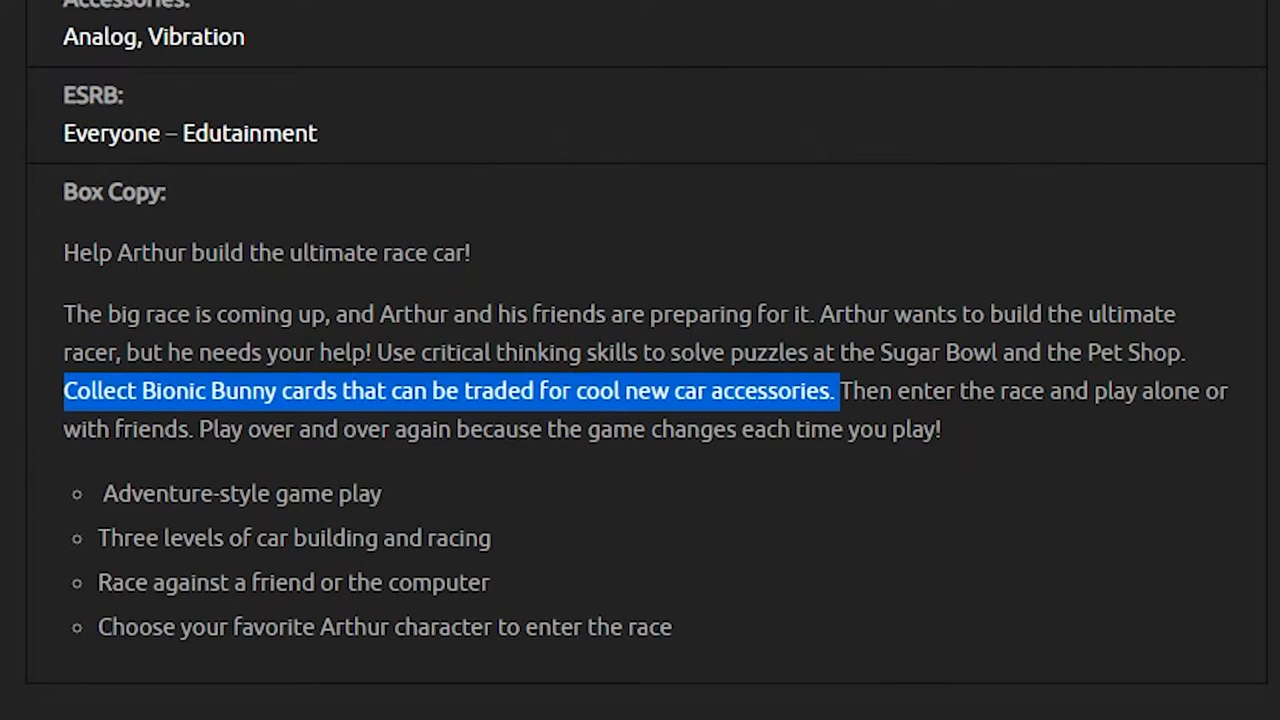 Accessories:
Analog, Vibration
ESRB:
Everyone – Edutainment
Box Copy:
Help Arthur build the ultimate race car!
The big race is coming up, and Arthur and his friends are preparing for it. Arthur wants to build the ultimate
racer, but he needs your help! Use critical thinking skills to solve puzzles at the Sugar Bowl and the Pet Shop.
Collect Bionic Bunny cards that can be traded for cool new car accessories. Then enter the race and play alone or
with friends. Play over and over again because the game changes each time you play!
Adventure-style game play
Three levels of car building and racing
Race against a friend or the computer
Choose your favorite Arthur character to enter the race